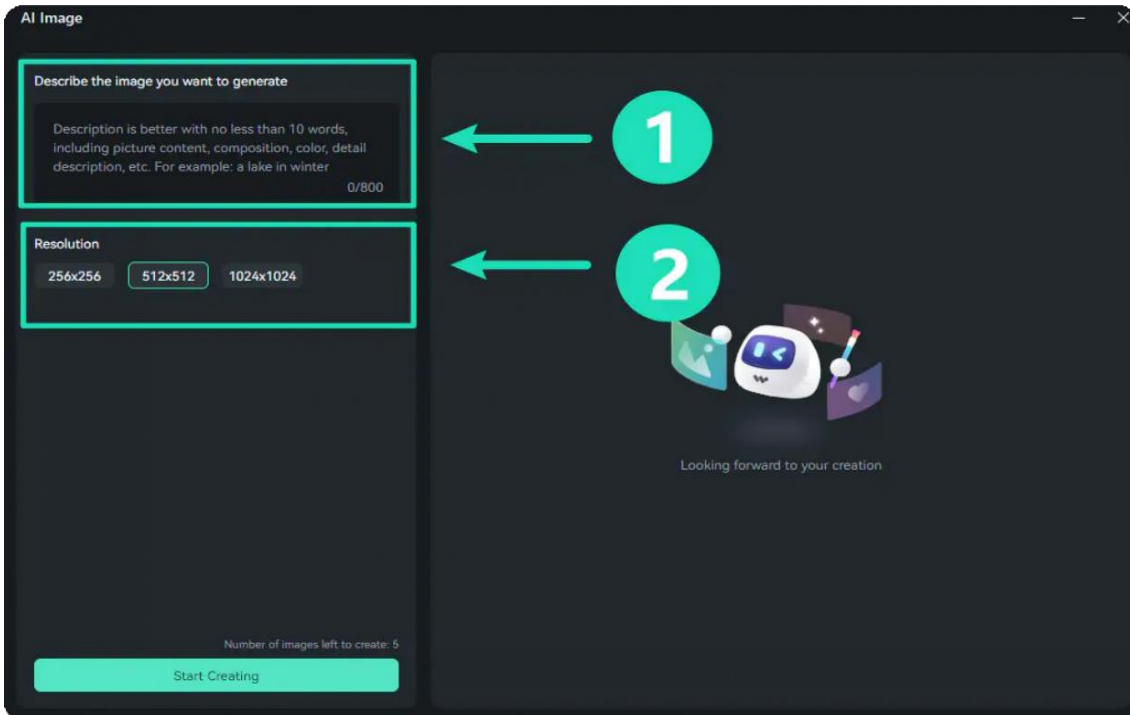 AI Image
Describe the image you want to generate
Description is better with no less than 10 words,
including picture content, composition, color, detail
description, etc. For example: a lake in winter
0/800
1
Resolution
256x256 512x512 1024x1024
2
Looking forward to your creation
Number of images left to create: 5
Start Creating